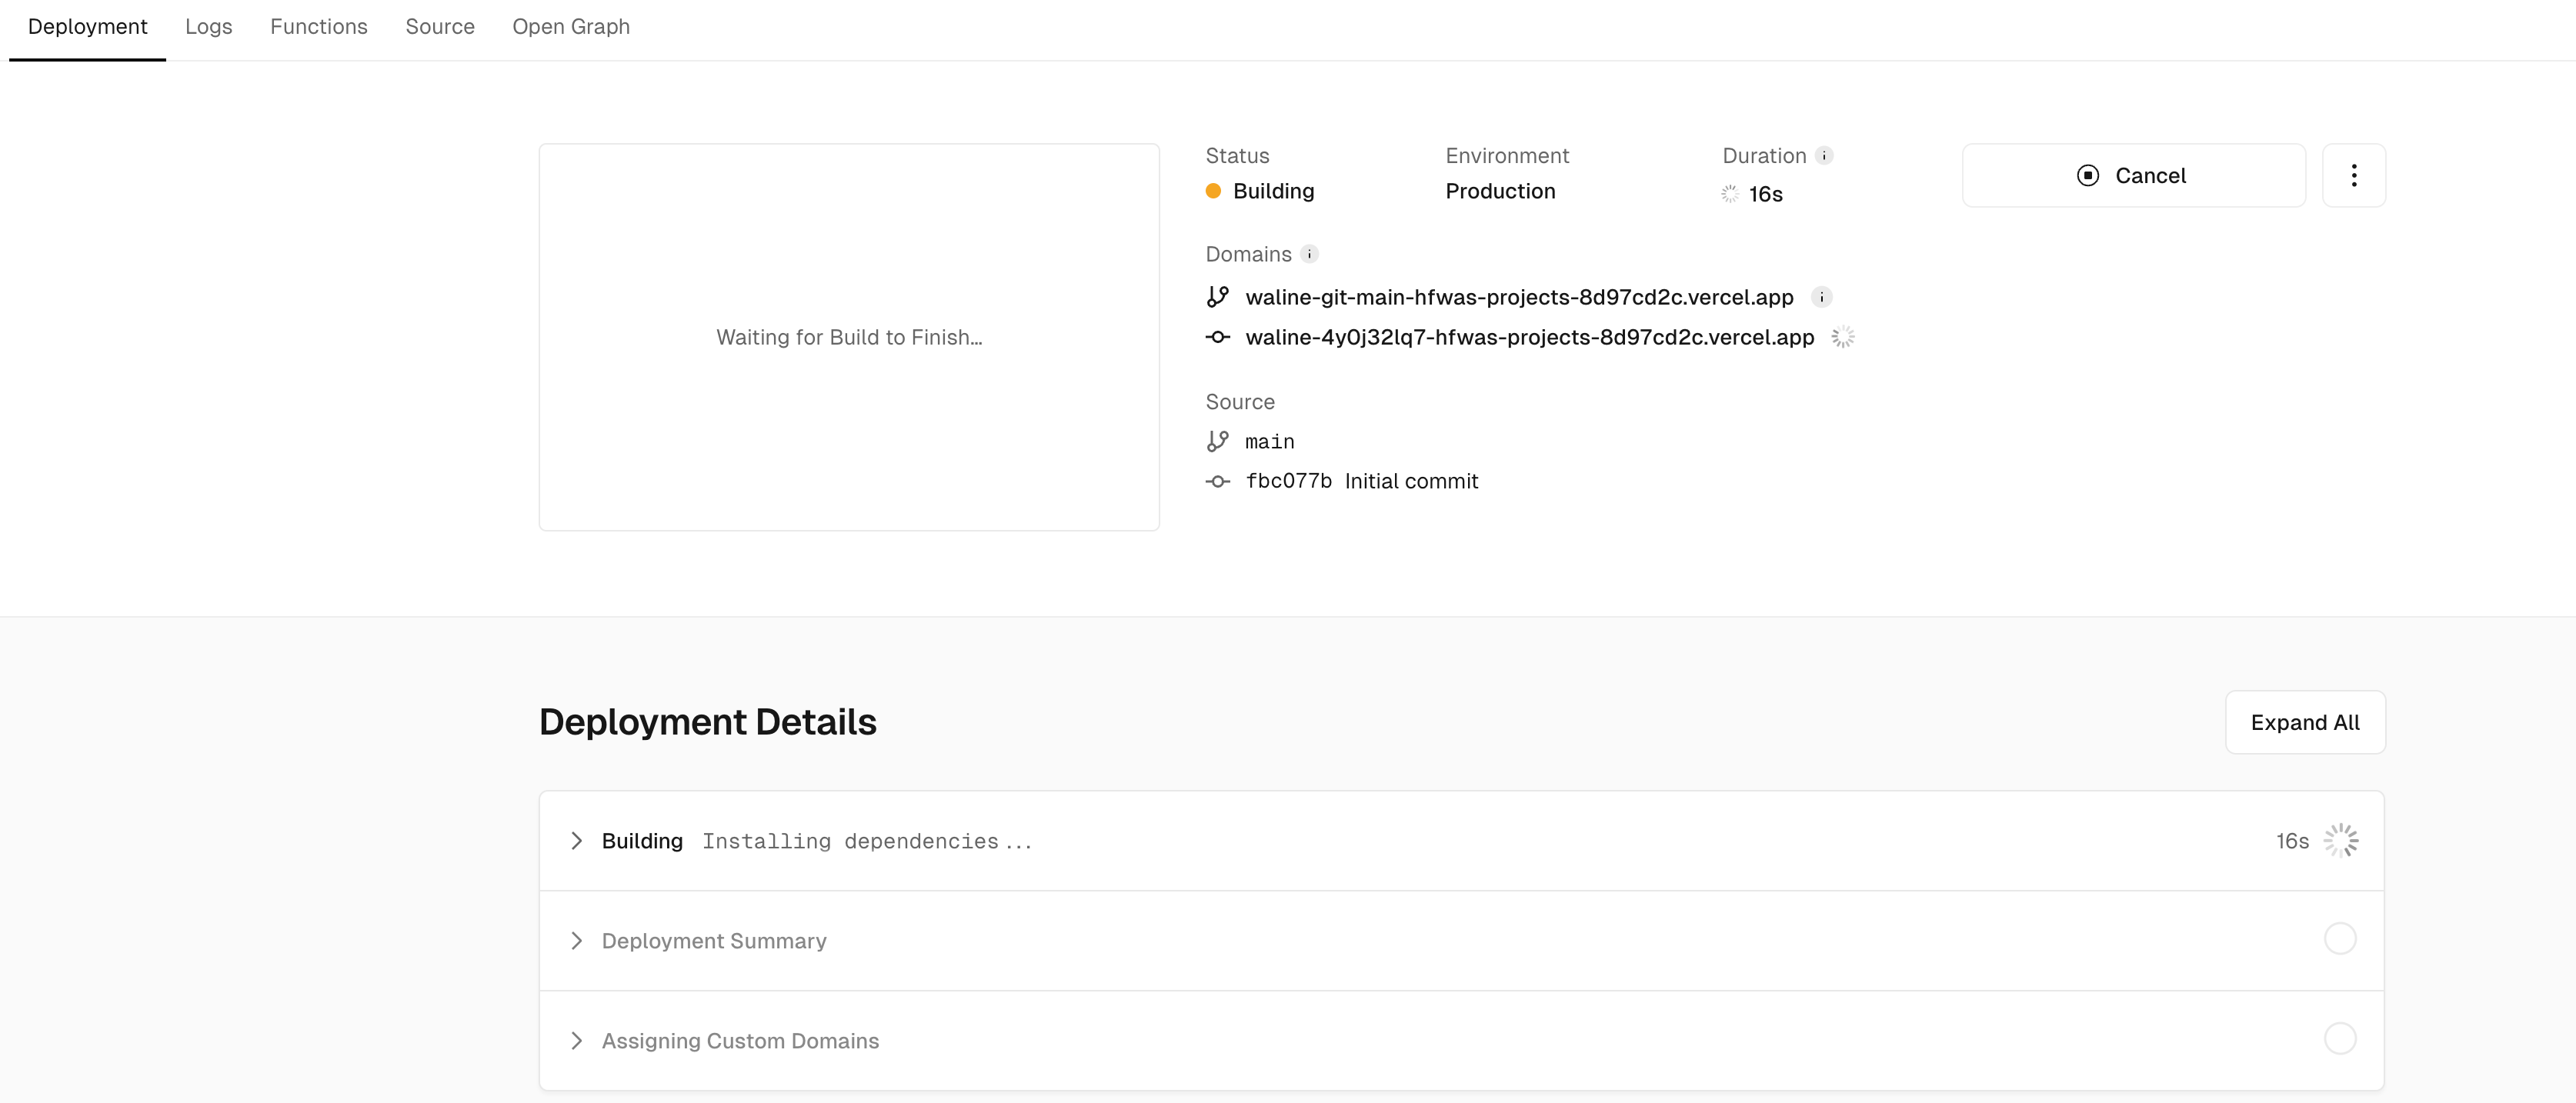 Deployment Logs Functions Source Open Graph
Waiting for Build to Finish...
Status Environment Duration
Building Production 16s
Cancel
Domains
waline-git-main-hfwas-projects-8d97cd2c.vercel.app
waline-4y0j32lq7-hfwas-projects-8d97cd2c.vercel.app
Source
main
fbc077b Initial commit
Deployment Details
Expand All
Building Installing dependencies... 16s
Deployment Summary
Assigning Custom Domains